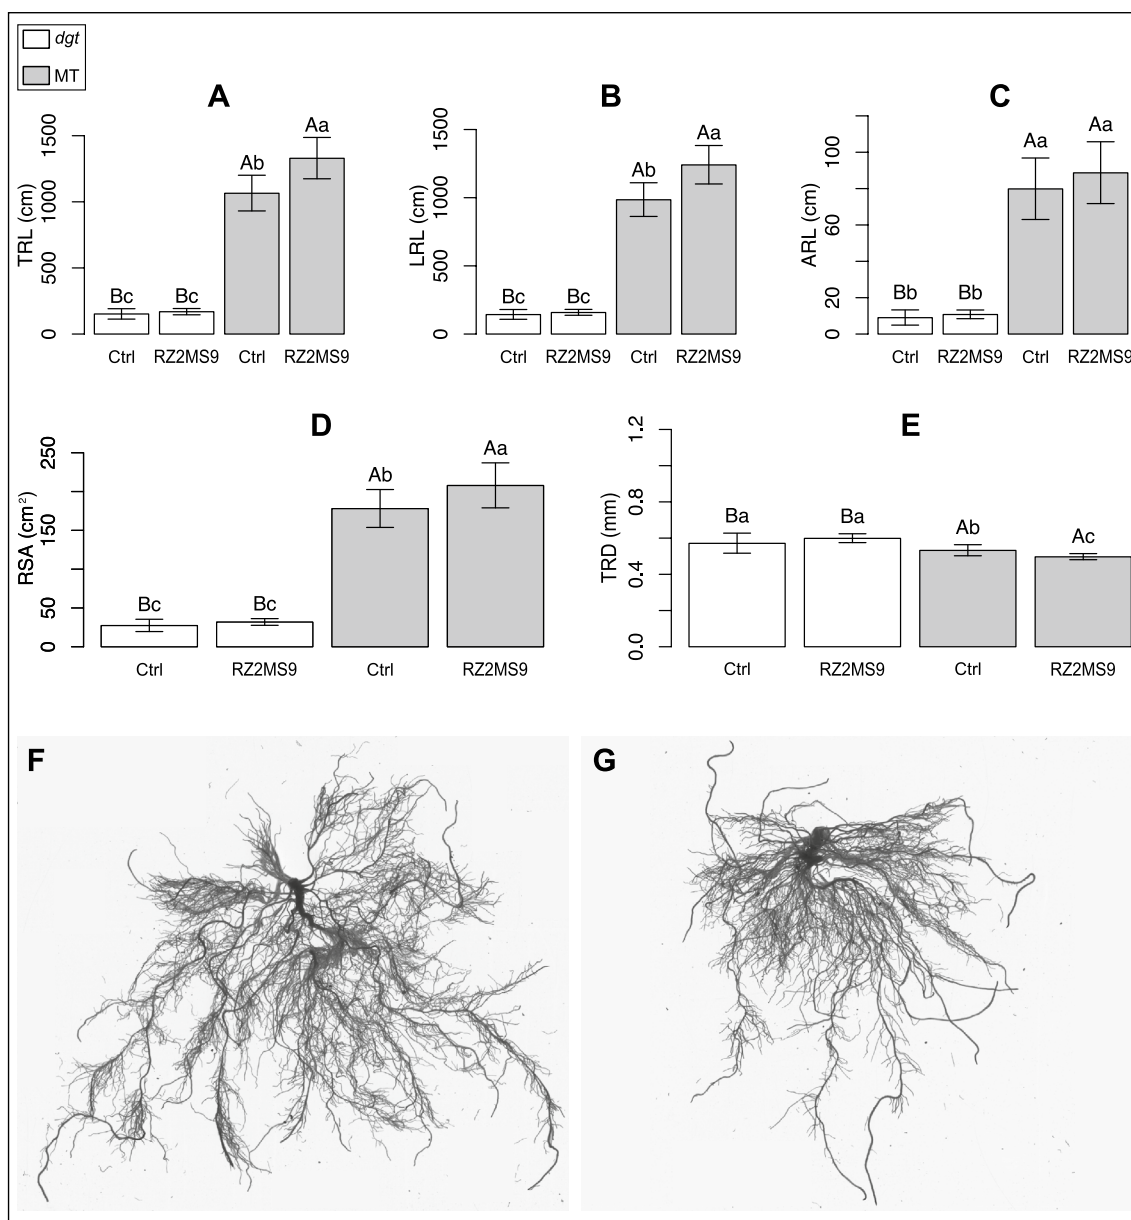 dgt
MT
A
TRL (cm)
0
500
1000
1500
Bc
Bc
Ab
Aa
Ctrl
RZ2MS9
Ctrl
RZ2MS9
B
LRL (cm)
0
500
1000
1500
Bc
Bc
Ab
Aa
Ctrl
RZ2MS9
Ctrl
RZ2MS9
C
ARL (cm)
0
20
60
100
Bb
Bb
Aa
Aa
Ctrl
RZ2MS9
Ctrl
RZ2MS9
D
RSA (cm²)
0
50
150
250
Bc
Bc
Ab
Aa
Ctrl
RZ2MS9
Ctrl
RZ2MS9
E
TRD (mm)
0.0
0.4
0.8
1.2
Ba
Ba
Ab
Ac
Ctrl
RZ2MS9
Ctrl
RZ2MS9
F
G